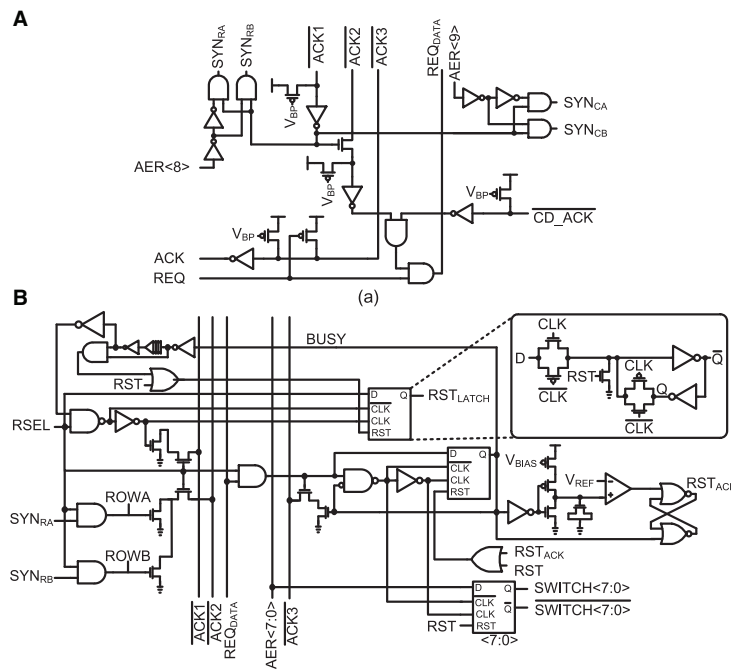 A
SYN_RA
SYN_RB
ACK1
ACK2
ACK3
REQ_DATA
AER<9>
V_BP
SYN_CA
SYN_CB
AER<8>
V_BP
V_BP
CD_ACK
V_BP
ACK
REQ
(a)
B
BUSY
RST
D Q
CLK
CLK
RST
RST_LATCH
CLK
D
CLK
RST
CLK
Q
CLK
Q
RSEL
D Q
CLK
CLK
RST
V_BIAS
V_REF
-
+
RST_ACK
SYN_RA
ROWA
ROWB
SYN_RB
RST_ACK
RST
ACK1
ACK2
REQ_DATA
AER<7:0>
ACK3
D
CLK
CLK
RST
Q
RST
<7:0>
SWITCH<7:0>
SWITCH<7:0>